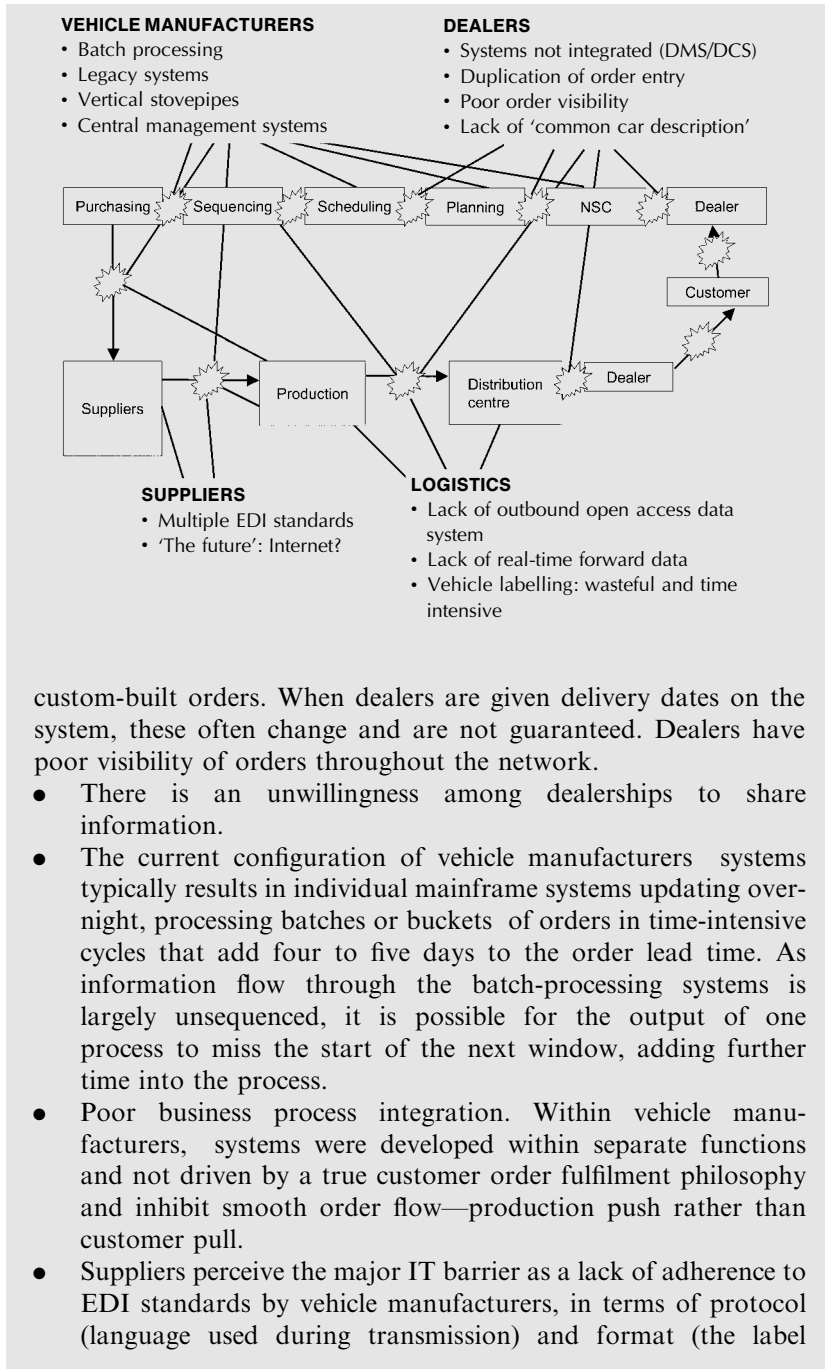 VEHICLE MANUFACTURERS
• Batch processing
• Legacy systems
• Vertical stovepipes
• Central management systems
DEALERS
• Systems not integrated (DMS/DCS)
• Duplication of order entry
• Poor order visibility
• Lack of ‘common car description’
Purchasing
Sequencing
Scheduling
Planning
NSC
Dealer
Customer
Suppliers
Production
Distribution
centre
Dealer
SUPPLIERS
• Multiple EDI standards
• ‘The future’: Internet?
LOGISTICS
• Lack of outbound open access data
system
• Lack of real-time forward data
• Vehicle labelling: wasteful and time
intensive
custom-built orders. When dealers are given delivery dates on the
system, these often change and are not guaranteed. Dealers have
poor visibility of orders throughout the network.
● There is an unwillingness among dealerships to share
information.
● The current configuration of vehicle manufacturers systems
typically results in individual mainframe systems updating over-
night, processing batches or buckets of orders in time-intensive
cycles that add four to five days to the order lead time. As
information flow through the batch-processing systems is
largely unsequenced, it is possible for the output of one
process to miss the start of the next window, adding further
time into the process.
● Poor business process integration. Within vehicle manu-
facturers, systems were developed within separate functions
and not driven by a true customer order fulfilment philosophy
and inhibit smooth order flow—production push rather than
customer pull.
● Suppliers perceive the major IT barrier as a lack of adherence to
EDI standards by vehicle manufacturers, in terms of protocol
(language used during transmission) and format (the label